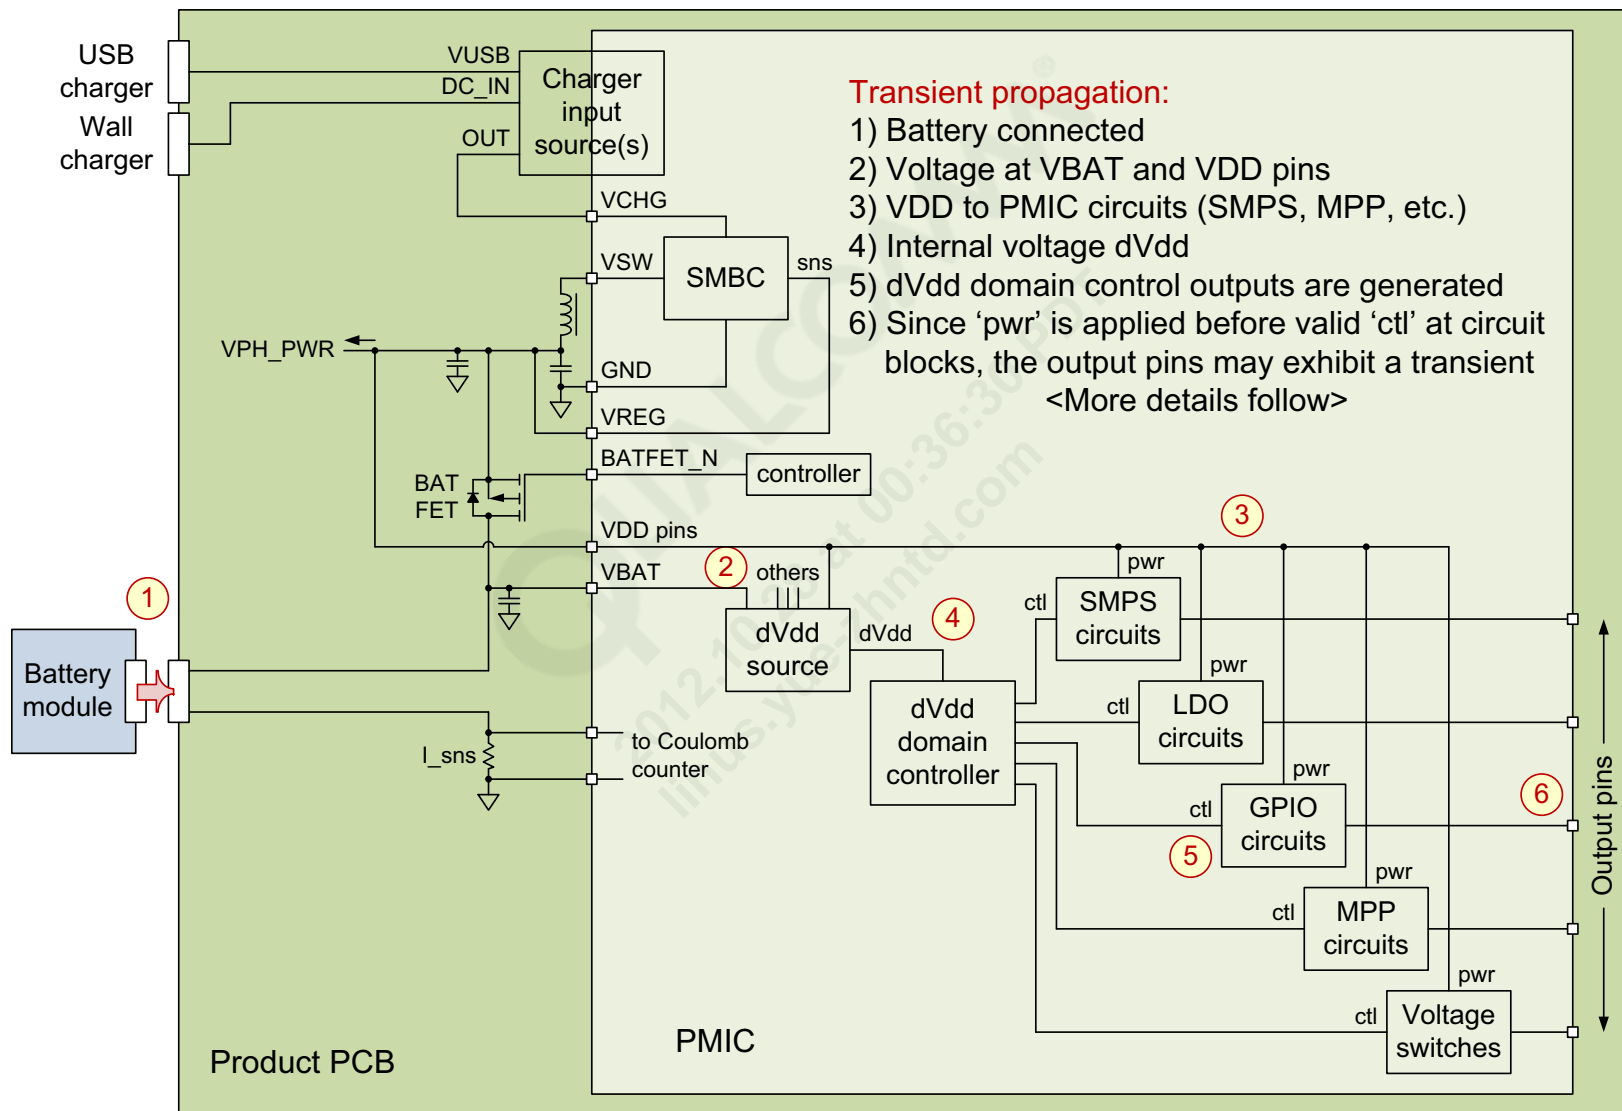 USB
charger
Wall
charger
VUSB
DC_IN
OUT
Charger
input
source(s)
VCHG
VSW
SMBC
sns
VPH_PWR
GND
VREG
BATFET_N
controller
BAT
FET
VDD pins
VBAT
Transient propagation:
1) Battery connected
2) Voltage at VBAT and VDD pins
3) VDD to PMIC circuits (SMPS, MPP, etc.)
4) Internal voltage dVdd
5) dVdd domain control outputs are generated
6) Since ‘pwr’ is applied before valid ‘ctl’ at circuit
blocks, the output pins may exhibit a transient
<More details follow>
1
2
3
4
5
6
others
dVdd
source
dVdd
dVdd
domain
controller
pwr
ctl
SMPS
circuits
pwr
ctl
LDO
circuits
pwr
ctl
GPIO
circuits
pwr
ctl
MPP
circuits
pwr
ctl
Voltage
switches
Output pins
Battery
module
I_sns
to Coulomb
counter
Product PCB
PMIC
QUALCOMM®